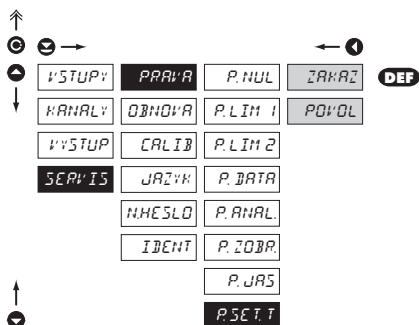 VSTUPY PRAVA P. NUL ZAKAZ DEF
KANALY OBNOVA P. LIM 1 POVOL
VYSTUP CALIB P. LIM 2
SERVIS JAZYK P. DATA
N.HESLO P. ANAL.
IDENT P. ZOBR.
P. JAS
P. SET. T